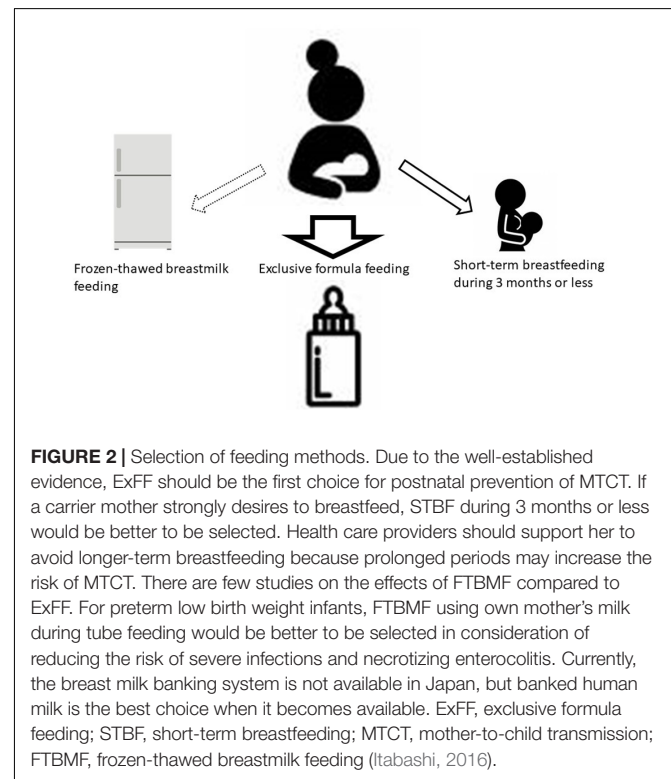 Frozen-thawed breastmilk
feeding
Exclusive formula feeding
Short-term breastfeeding
during 3 months or less
FIGURE 2 | Selection of feeding methods. Due to the well-established
evidence, ExFF should be the first choice for postnatal prevention of MTCT. If
a carrier mother strongly desires to breastfeed, STBF during 3 months or less
would be better to be selected. Health care providers should support her to
avoid longer-term breastfeeding because prolonged periods may increase the
risk of MTCT. There are few studies on the effects of FTBMF compared to
ExFF. For preterm low birth weight infants, FTBMF using own mother's milk
during tube feeding would be better to be selected in consideration of
reducing the risk of severe infections and necrotizing enterocolitis. Currently,
the breast milk banking system is not available in Japan, but banked human
milk is the best choice when it becomes available. ExFF, exclusive formula
feeding; STBF, short-term breastfeeding; MTCT, mother-to-child transmission;
FTBMF, frozen-thawed breastmilk feeding (Itabashi, 2016).